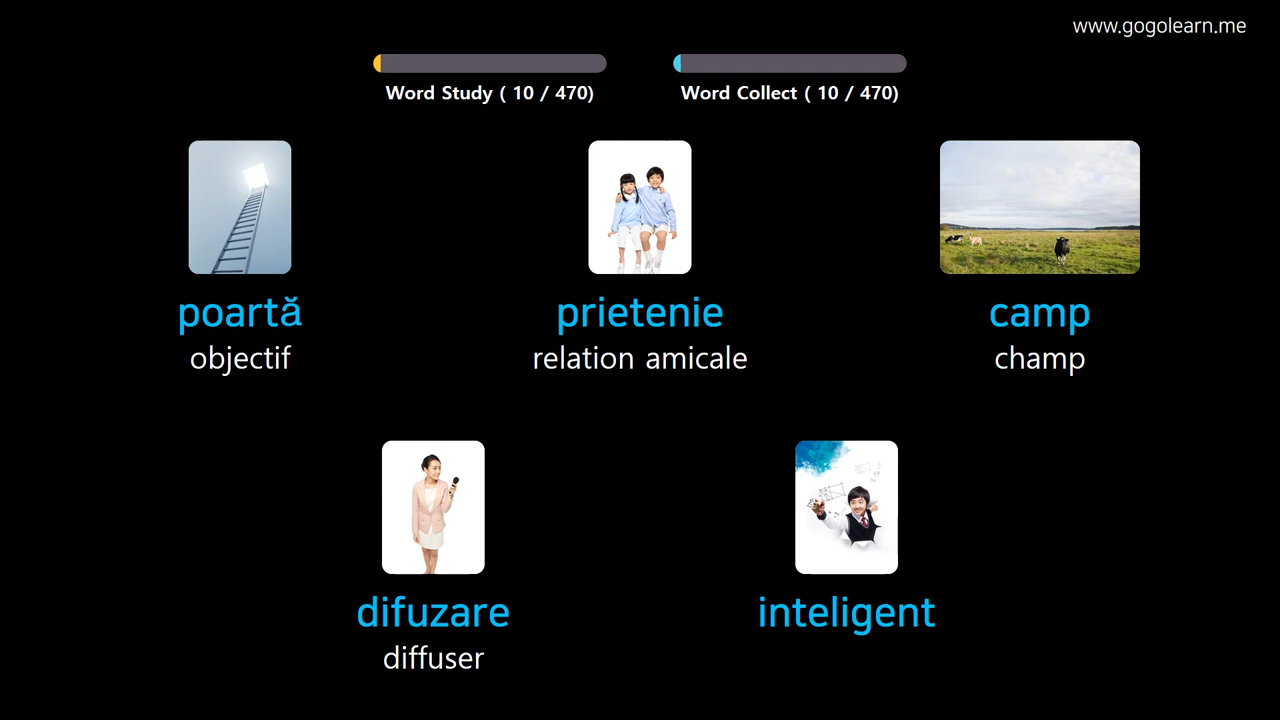 www.gogolearn.me
Word Study ( 10 / 470)
Word Collect ( 10 / 470)
poartă
objectif
prietenie
relation amicale
camp
champ
difuzare
diffuser
inteligent